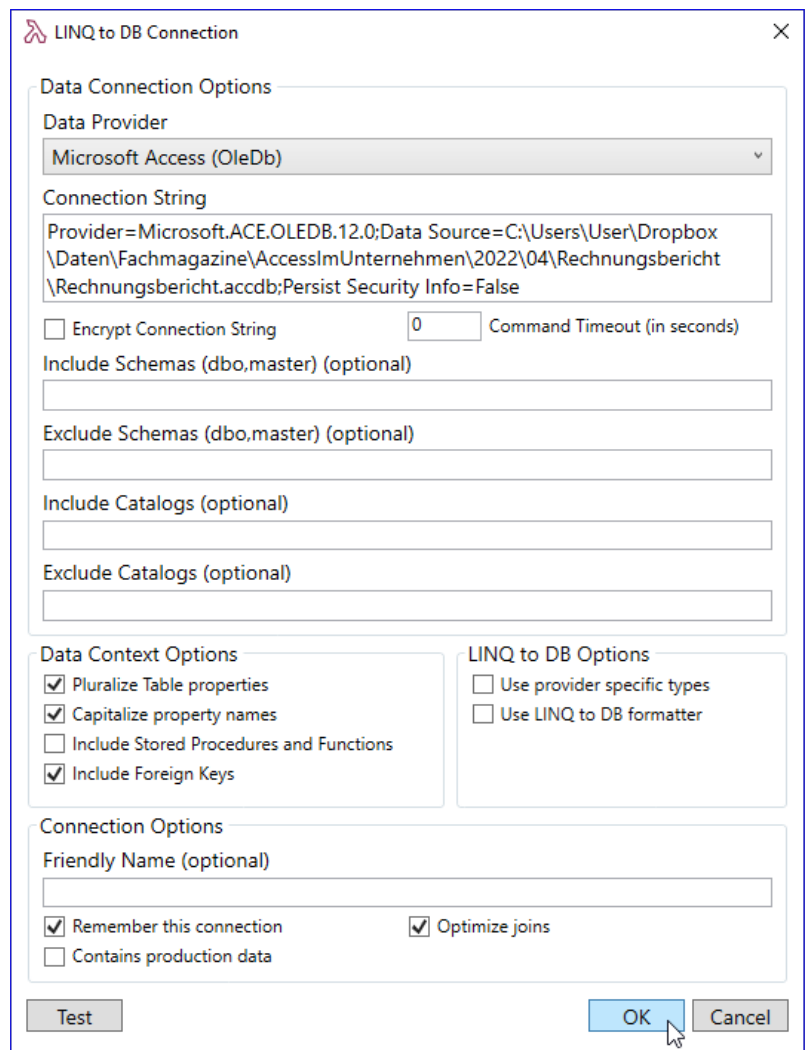 LINQ to DB Connection
Data Connection Options
Data Provider
Microsoft Access (OleDb)
Connection String
Provider=Microsoft.ACE.OLEDB.12.0;Data Source=C:\Users\User\Dropbox
\Daten\Fachmagazine\AccessImUnternehmen\2022\04\Rechnungsbericht
\Rechnungsbericht.accdb;Persist Security Info=False
Encrypt Connection String
0 Command Timeout (in seconds)
Include Schemas (dbo,master) (optional)
Exclude Schemas (dbo,master) (optional)
Include Catalogs (optional)
Exclude Catalogs (optional)
Data Context Options
Pluralize Table properties
Capitalize property names
Include Stored Procedures and Functions
Include Foreign Keys
LINQ to DB Options
Use provider specific types
Use LINQ to DB formatter
Connection Options
Friendly Name (optional)
Remember this connection
Optimize joins
Contains production data
Test
OK
Cancel